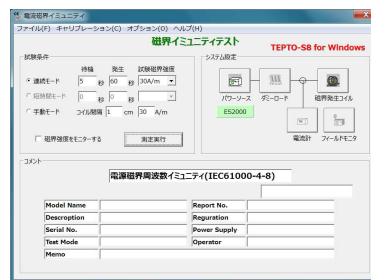 電流磁界イミュニティ
ファイル(F) キャリブレーション(C) オプション(O) ヘルプ(H)
磁界イミュニティテスト
TEPTO-S8 for Windows
試験条件
待機 発生 試験磁界強度
連続モード 5 秒 60 秒 30A/m
短時間モード 0 秒 0 秒
手動モード コイル間隔 1 cm 30 A/m
磁界強度をモニターする 測定実行
システム設定
パワーソース ダミーロード 磁界発生コイル
ES2000
電流計 フィールドモニタ
コメント
電源磁界周波数イミュニティ(IEC61000-4-8)
Model Name Report No.
Descroption Reguration
Serial No. Power Supply
Test Mode Operator
Memo